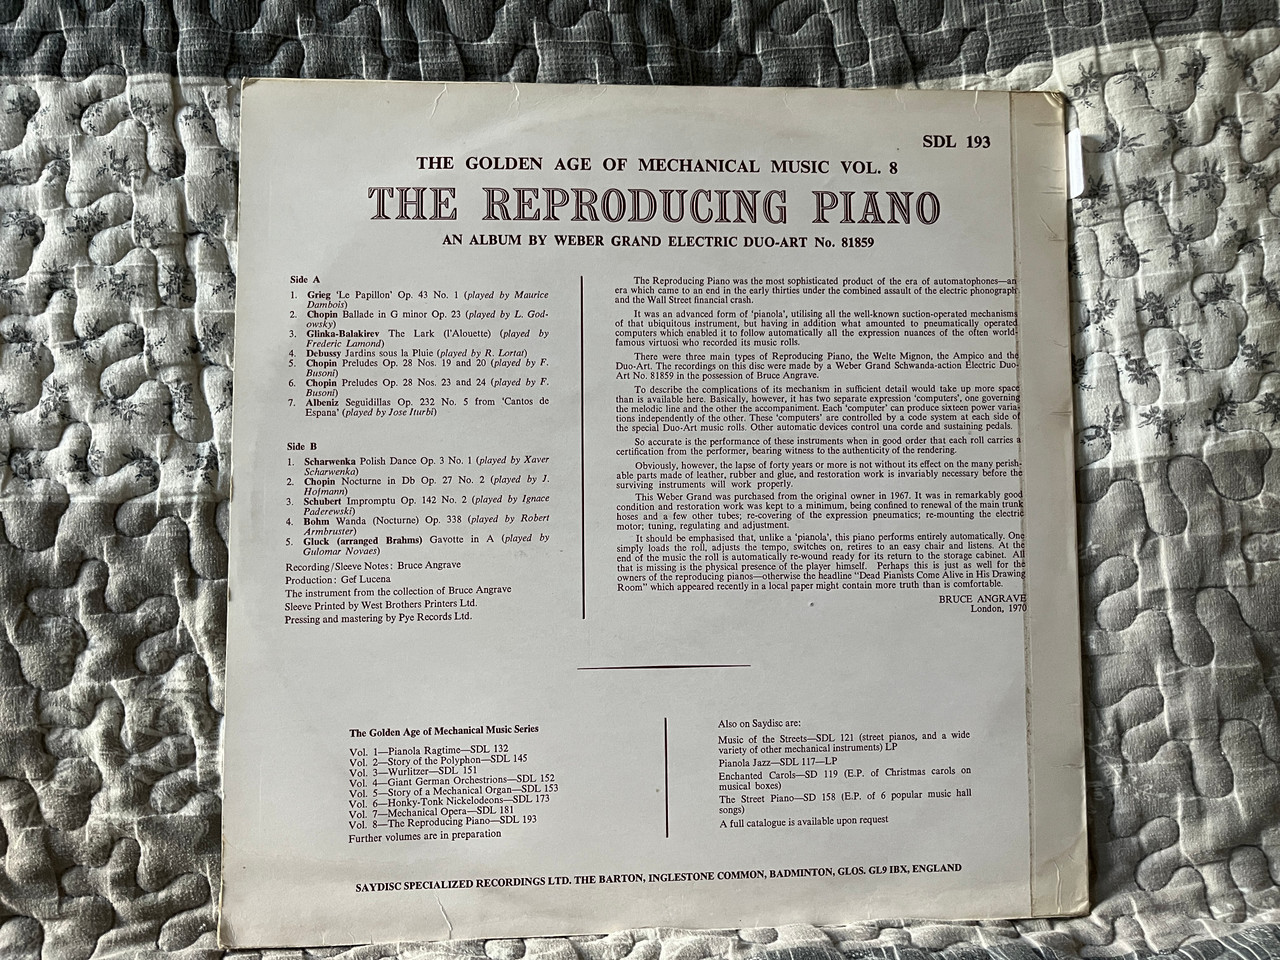 SDL 193
THE GOLDEN AGE OF MECHANICAL MUSIC VOL. 8
THE REPRODUCING PIANO
AN ALBUM BY WEBER GRAND ELECTRIC DUO-ART No. 81859
Side A
1. Grieg ‘Le Papillon’ Op. 43 No. 1 (played by Maurice
Dambois)
2. Chopin Ballade in G minor Op. 23 (played by L. God-
owsky)
3. Glinka-Balakirev The Lark (l'Alouette) (played by
Frederic Lamond)
4. Debussy Jardins sous la Pluie (played by R. Lortat)
5. Chopin Preludes Op. 28 Nos. 19 and 20 (played by F.
Busoni)
6. Chopin Preludes Op. 28 Nos. 23 and 24 (played by F.
Busoni)
7. Albeniz Seguidillas Op. 232 No. 5 from ‘Cantos de
Espana’ (played by Jose Iturbi)
Side B
1. Scharwenka Polish Dance Op. 3 No. 1 (played by Xaver
Scharwenka)
2. Chopin Nocturne in Db Op. 27 No. 2 (played by J.
Hofmann)
3. Schubert Impromptu Op. 142 No. 2 (played by Ignace
Paderewski)
4. Bohm Wanda (Nocturne) Op. 338 (played by Robert
Armbruster)
5. Gluck (arranged Brahms) Gavotte in A (played by
Gulomar Novaes)
Recording/Sleeve Notes: Bruce Angrave
Production: Gef Lucena
The instrument from the collection of Bruce Angrave
Sleeve Printed by West Brothers Printers Ltd.
Pressing and mastering by Pye Records Ltd.
The Reproducing Piano was the most sophisticated product of the era of automatophones—an
era which came to an end in the early thirties under the combined assault of the electric phonograph
and the Wall Street financial crash.
It was an advanced form of ‘pianola’, utilising all the well-known suction-operated mechanisms
of that ubiquitous instrument, but having in addition what amounted to pneumatically operated
computers which enabled it to follow automatically all the expression nuances of the often world-
famous virtuosi who recorded its music rolls.
There were three main types of Reproducing Piano, the Welte Mignon, the Ampico and the
Duo-Art. The recordings on this disc were made by a Weber Grand Schwanda-action Electric Duo-
Art No. 81859 in the possession of Bruce Angrave.
To describe the complications of its mechanism in sufficient detail would take up more space
than is available here. Basically, however, it has two separate expression ‘computers’, one governing
the melodic line and the other the accompaniment. Each ‘computer’ can produce sixteen power varia-
tions independently of the other. These ‘computers’ are controlled by a code system at each side of
the special Duo-Art music rolls. Other automatic devices control una corde and sustaining pedals.
So accurate is the performance of these instruments when in good order that each roll carries a
certification from the performer, bearing witness to the authenticity of the rendering.
Obviously, however, the lapse of forty years or more is not without its effect on the many perish-
able parts made of leather, rubber and glue, and restoration work is invariably necessary before the
surviving instruments will work properly.
This Weber Grand was purchased from the original owner in 1967. It was in remarkably good
condition and restoration work was kept to a minimum, being confined to renewal of the main trunk
hoses and a few other tubes; re-covering of the expression pneumatics; re-mounting the electric
motor; tuning, regulating and adjustment.
It should be emphasised that, unlike a ‘pianola’, this piano performs entirely automatically. One
simply loads the roll, adjusts the tempo, switches on, retires to an easy chair and listens. At the
end of the music the roll is automatically re-wound ready for its return to the storage cabinet. All
that is missing is the physical presence of the player himself. Perhaps this is just as well for the
owners of the reproducing pianos—otherwise the headline “Dead Pianists Come Alive in His Drawing
Room” which appeared recently in a local paper might contain more truth than is comfortable.
BRUCE ANGRAVE
London, 1970
The Golden Age of Mechanical Music Series
Vol. 1—Pianola Ragtime—SDL 132
Vol. 2—Story of the Polyphon—SDL 145
Vol. 3—Wurlitzer—SDL 151
Vol. 4—Giant German Orchestrions—SDL 152
Vol. 5—Story of a Mechanical Organ—SDL 153
Vol. 6—Honky-Tonk Nickelodeons—SDL 173
Vol. 7—Mechanical Opera—SDL 181
Vol. 8—The Reproducing Piano—SDL 193
Further volumes are in preparation
Also on Saydisc are:
Music of the Streets—SDL 121 (street pianos, and a wide
variety of other mechanical instruments) LP
Pianola Jazz—SDL 117—LP
Enchanted Carols—SD 119 (E.P. of Christmas carols on
musical boxes)
The Street Piano—SD 158 (E.P. of 6 popular music hall
songs)
A full catalogue is available upon request
SAYDISC SPECIALIZED RECORDINGS LTD. THE BARTON, INGLESTONE COMMON, BADMINTON, GLOS. GL9 IBX, ENGLAND